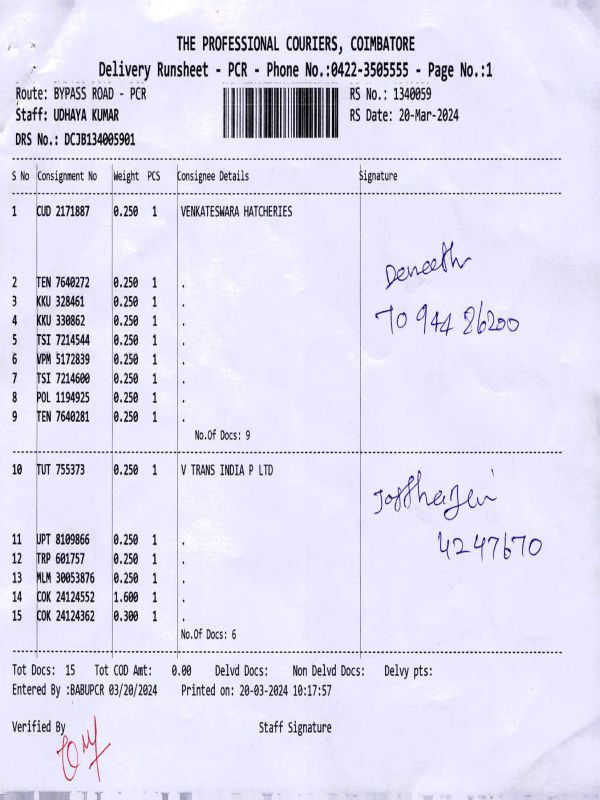 THE PROFESSIONAL COURIERS, COIMBATORE
Delivery Runsheet - PCR - Phone No.:0422-3505555 - Page No.:1
Route: BYPASS ROAD - PCR RS No.: 1340059
Staff: UDHAYA KUMAR RS Date: 20-Mar-2024
DRS No.: DCJB134005901
S No Consignment No Weight PCS Consignee Details Signature
1 CUD 2171887 0.250 1 VENKATESWARA HATCHERIES
2 TEN 7640272 0.250 1 .
3 KKU 328461 0.250 1 .
70944 86200
4 KKU 330862 0.250 1 .
5 TSI 7214544 0.250 1 .
6 VPM 5172839 0.250 1 .
7 TSI 7214600 0.250 1 .
8 POL 1194925 0.250 1 .
9 TEN 7640281 0.250 1 .
No.Of Docs: 9
10 TUT 755373 0.250 1 V TRANS INDIA P LTD
11 UPT 8109866 0.250 1 .
4247670
12 TRP 601757 0.250 1 .
13 MLM 30053876 0.250 1 .
14 COK 24124552 1.600 1 .
15 COK 24124362 0.300 1 .
No.Of Docs: 6
Tot Docs: 15 Tot COD Amt: 0.00 Delvd Docs: Non Delvd Docs: Delvy pts:
Entered By :BABUPCR 03/20/2024 Printed on: 20-03-2024 10:17:57
Verified By Staff Signature